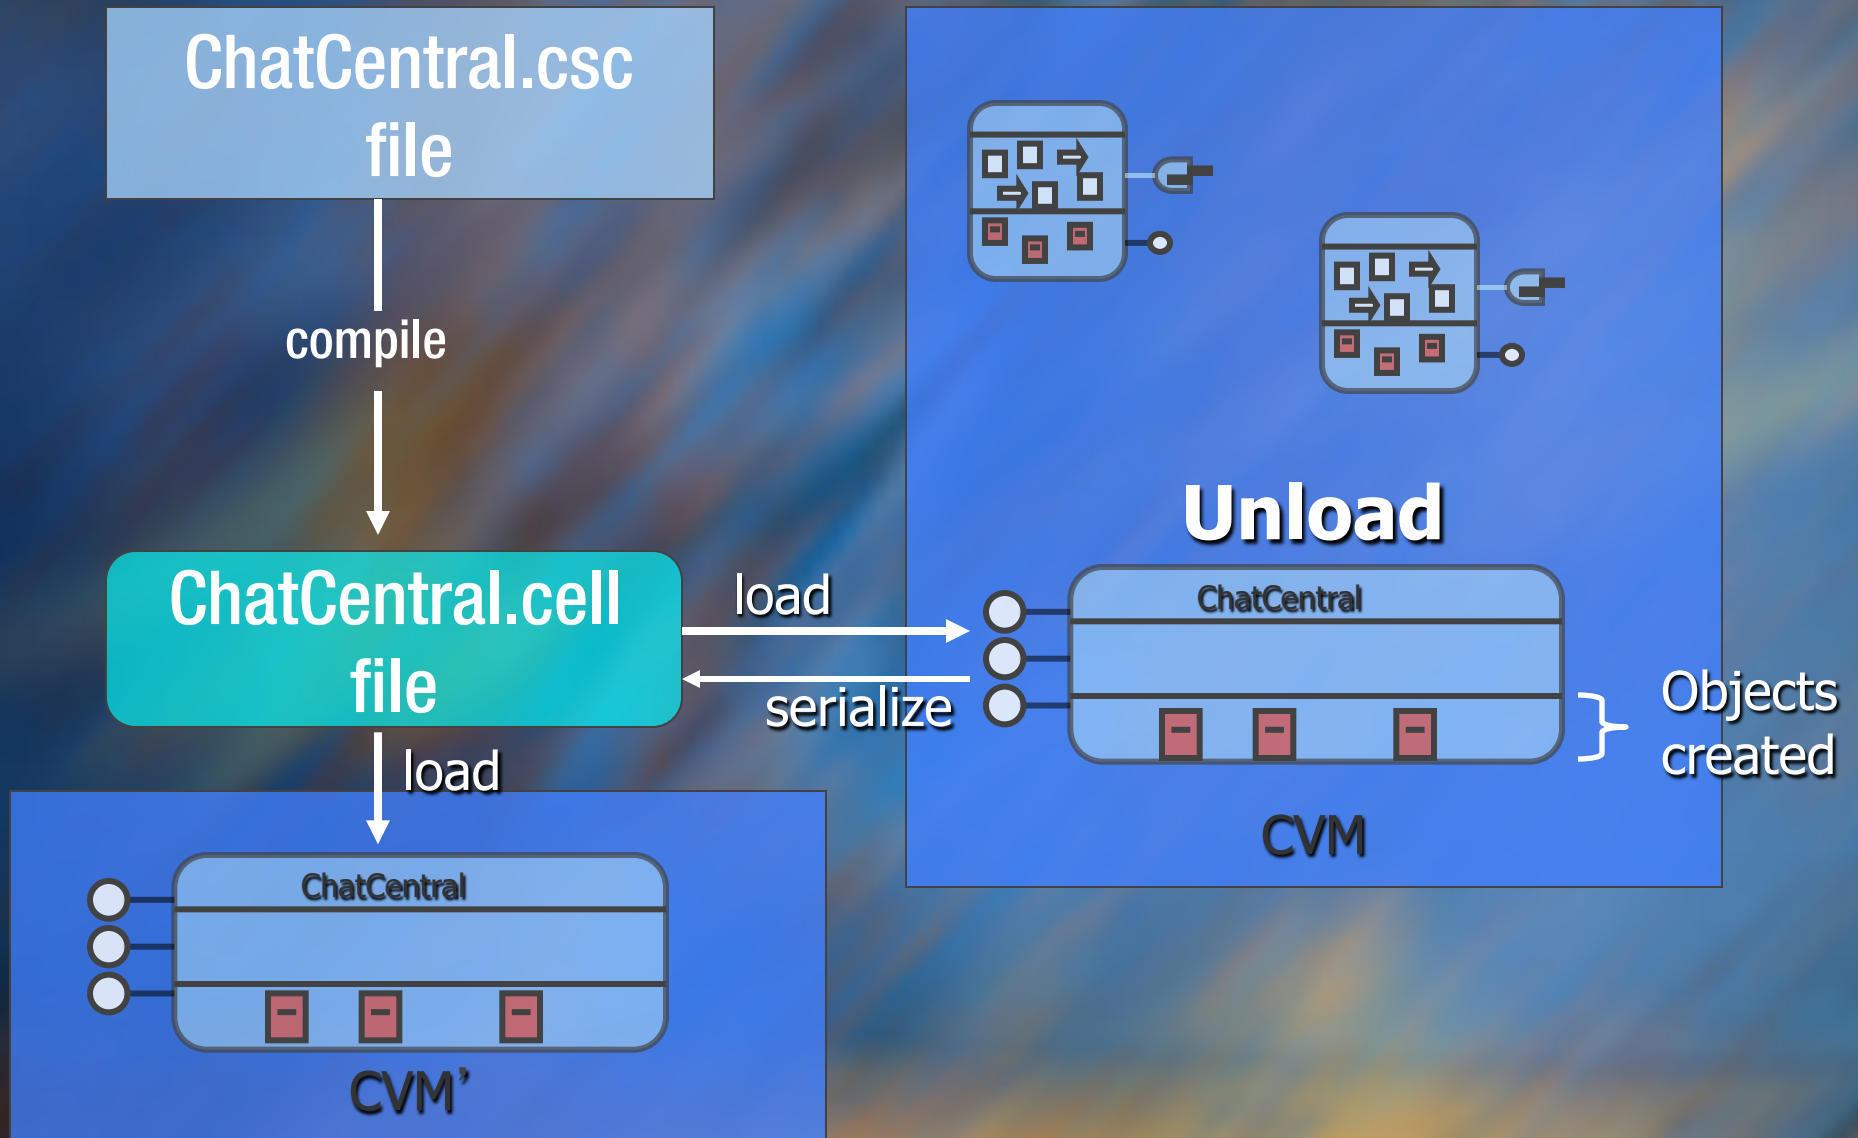 ChatCentral.csc
file
compile
ChatCentral.cell
file
load
serialize
load
Unload
ChatCentral
Objects
created
CVM
ChatCentral
CVM’